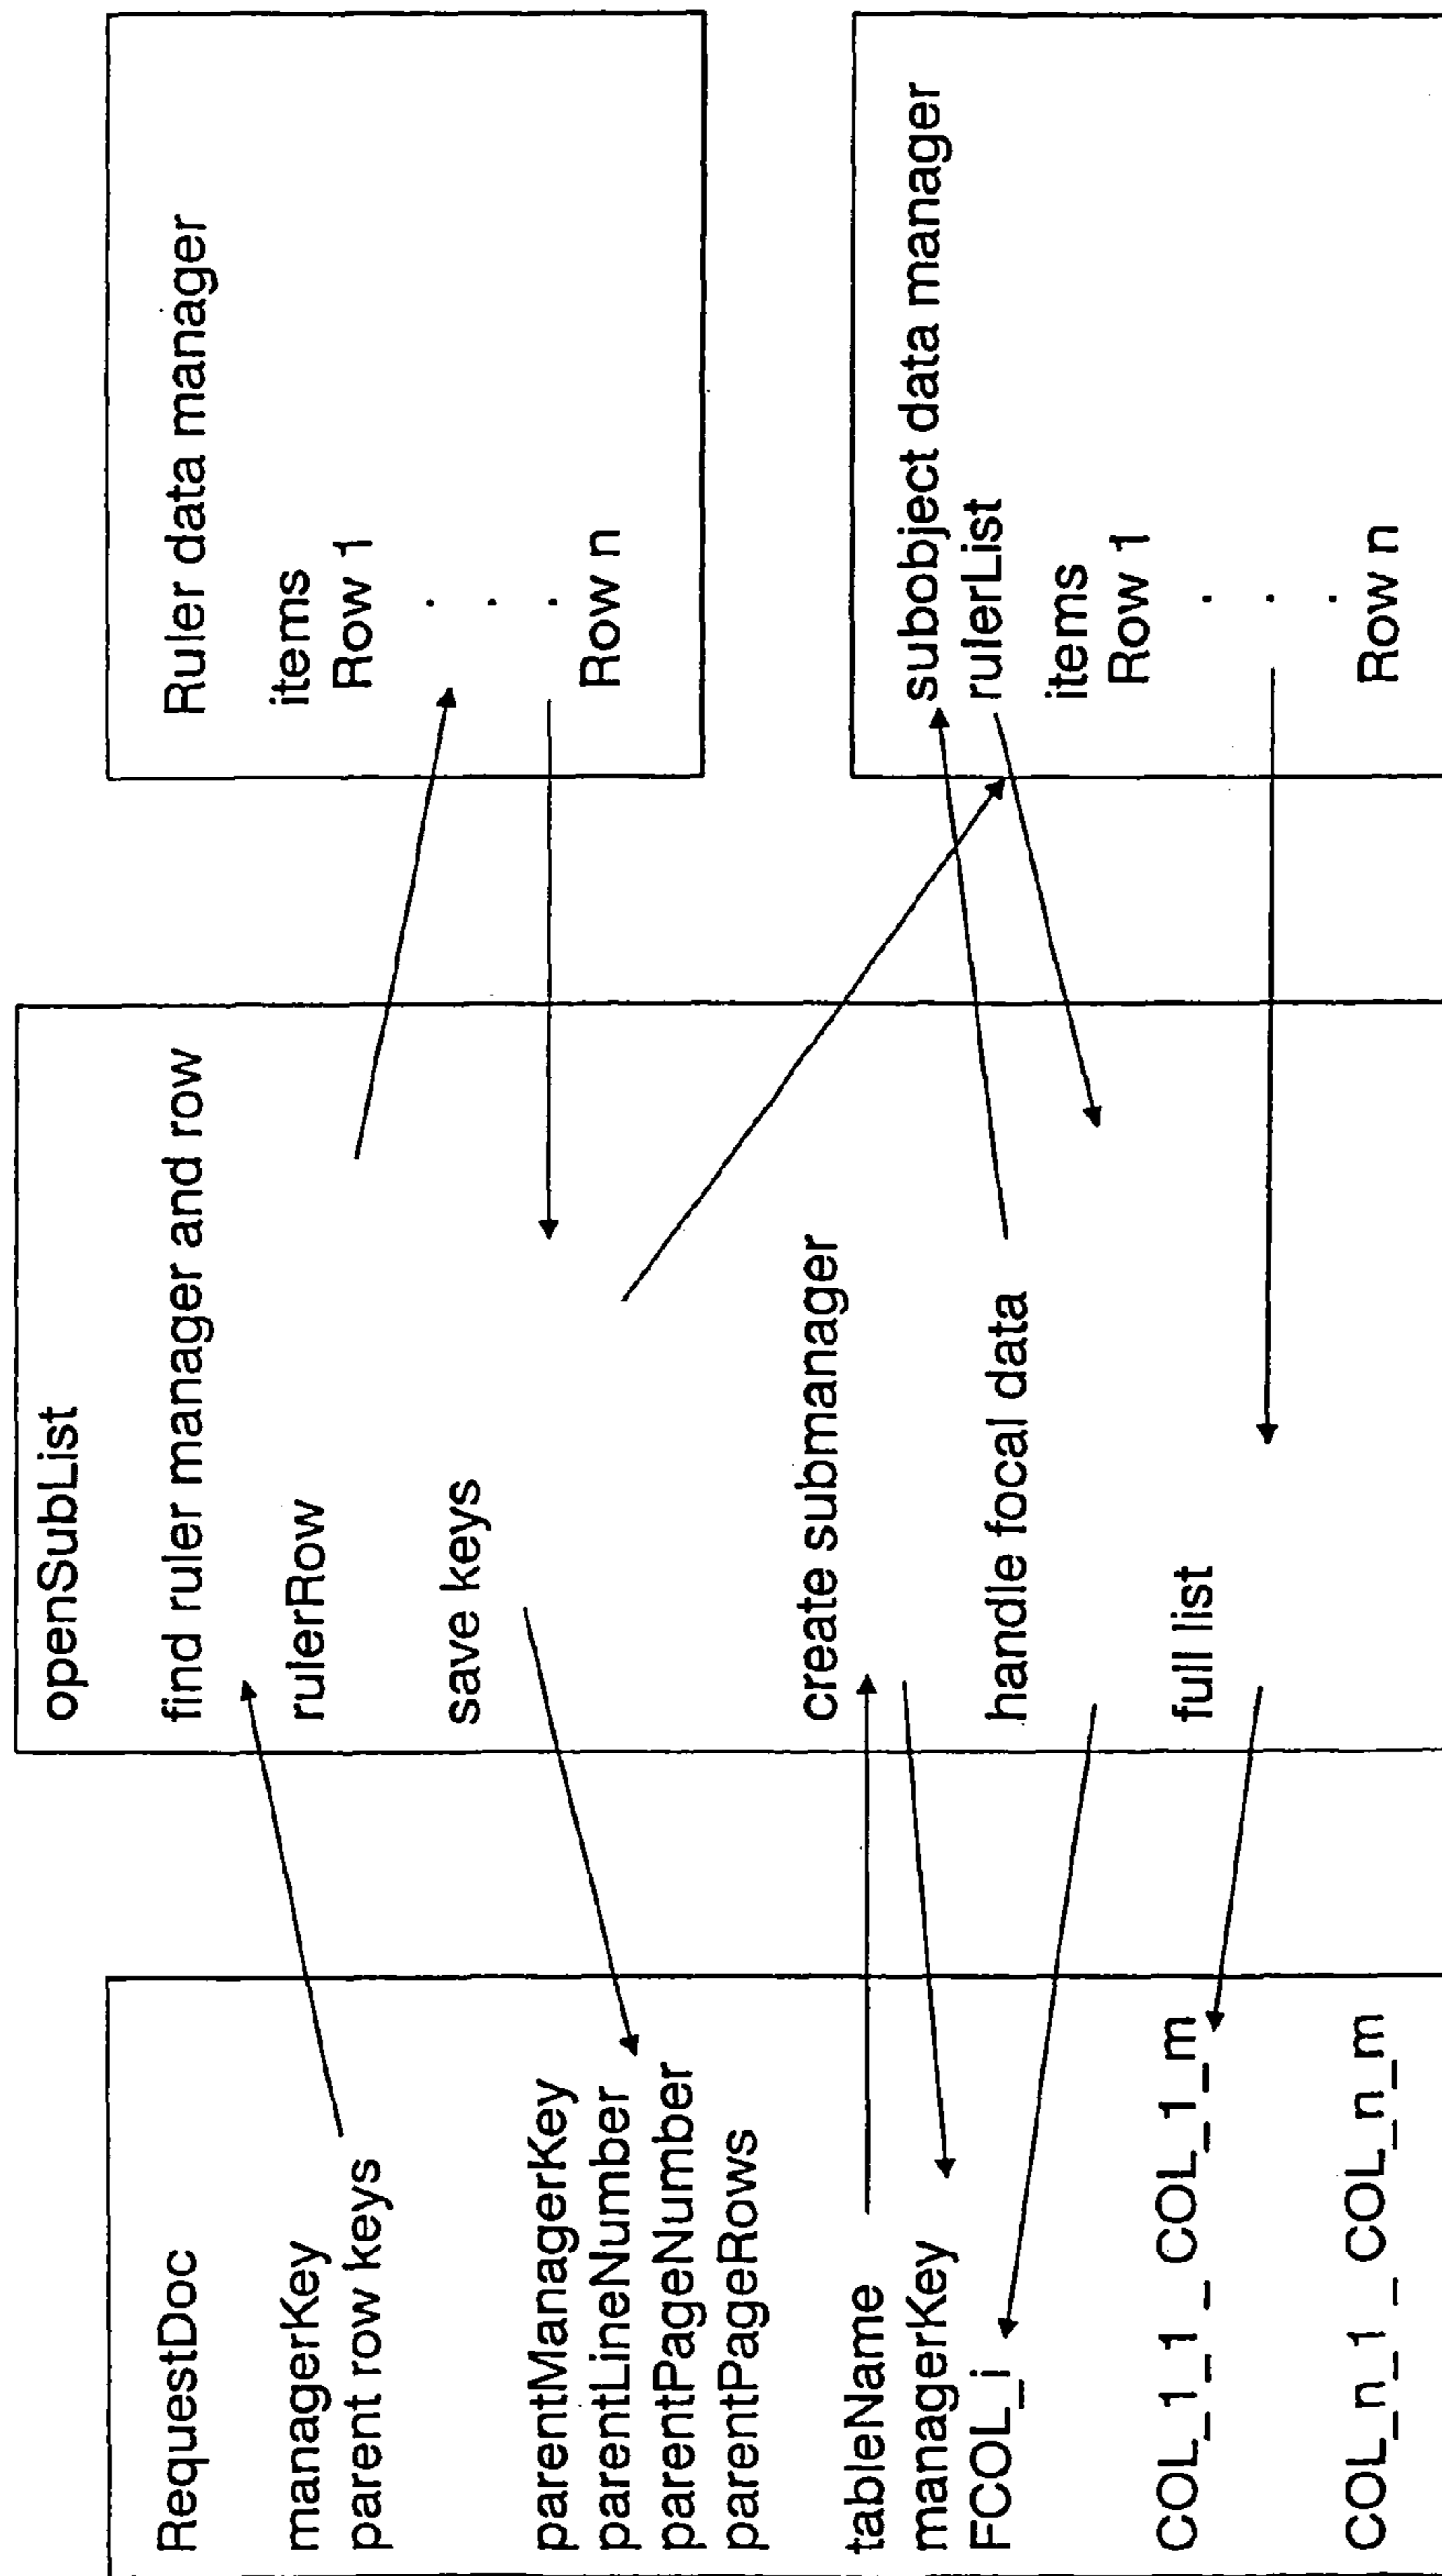 RequestDoc
managerKey
parent row keys
parentManagerKey
parentLineNumber
parentPageNumber
parentPageRows
tableName
managerKey
FCOL_i
COL_1_1 _ COL_1_m
COL_n_1 _ COL_n_m
openSubList
find ruler manager and row
rulerRow
save keys
create submanager
handle focal data
full list
Ruler data manager
items
Row 1
.
.
.
Row n
subobject data manager
rulerList
items
Row 1
.
.
.
Row n